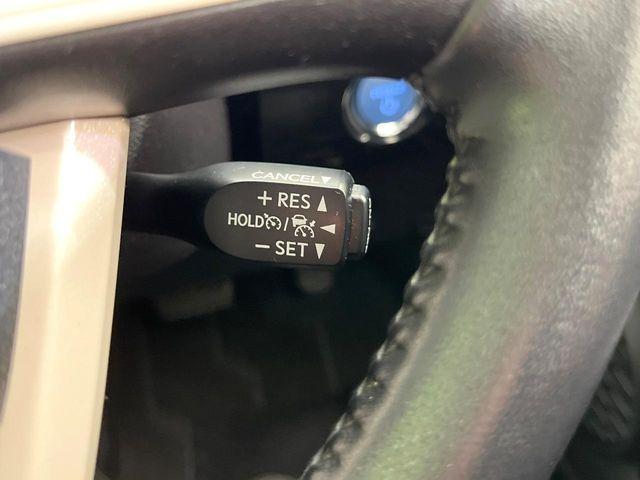 CANCEL▼
+ RES ▲
HOLD / ◄
− SET ▼